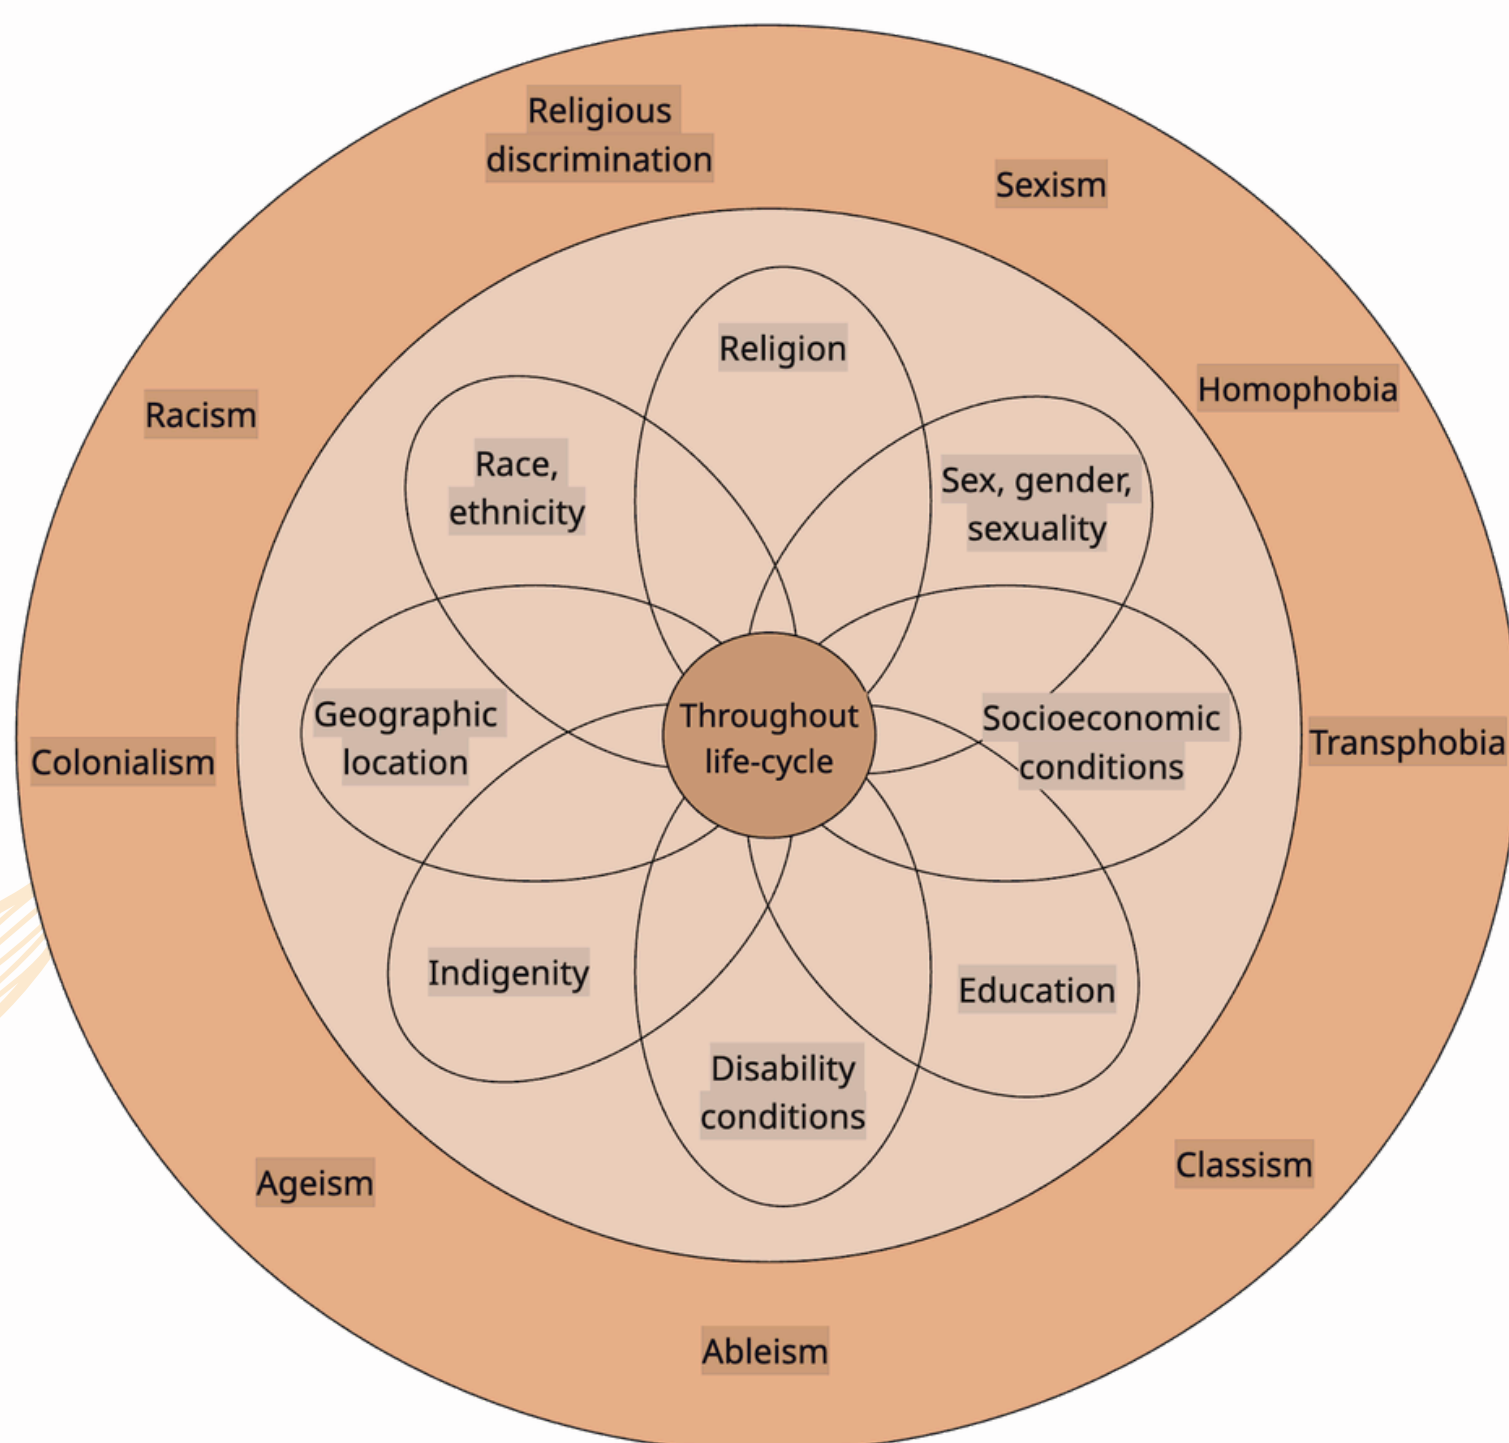 Religious
discrimination
Sexism
Homophobia
Transphobia
Classism
Ableism
Ageism
Colonialism
Racism
Religion
Sex, gender,
sexuality
Socioeconomic
conditions
Education
Disability
conditions
Indigenity
Geographic
location
Race,
ethnicity
Throughout
life-cycle